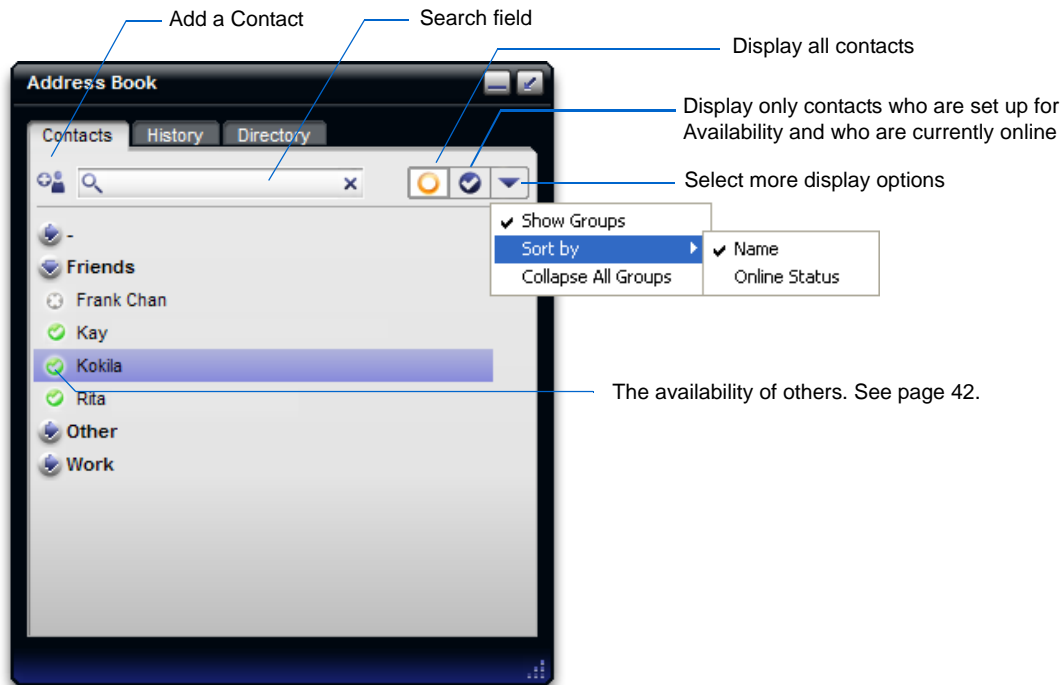 Add a Contact
Search field
Display all contacts
Address Book
Display only contacts who are set up for
Availability and who are currently online
Contacts History Directory
Select more display options
Show Groups
Sort by
Name
Collapse All Groups
Online Status
-
Friends
Frank Chan
Kay
Kokila
The availability of others. See page 42.
Rita
Other
Work